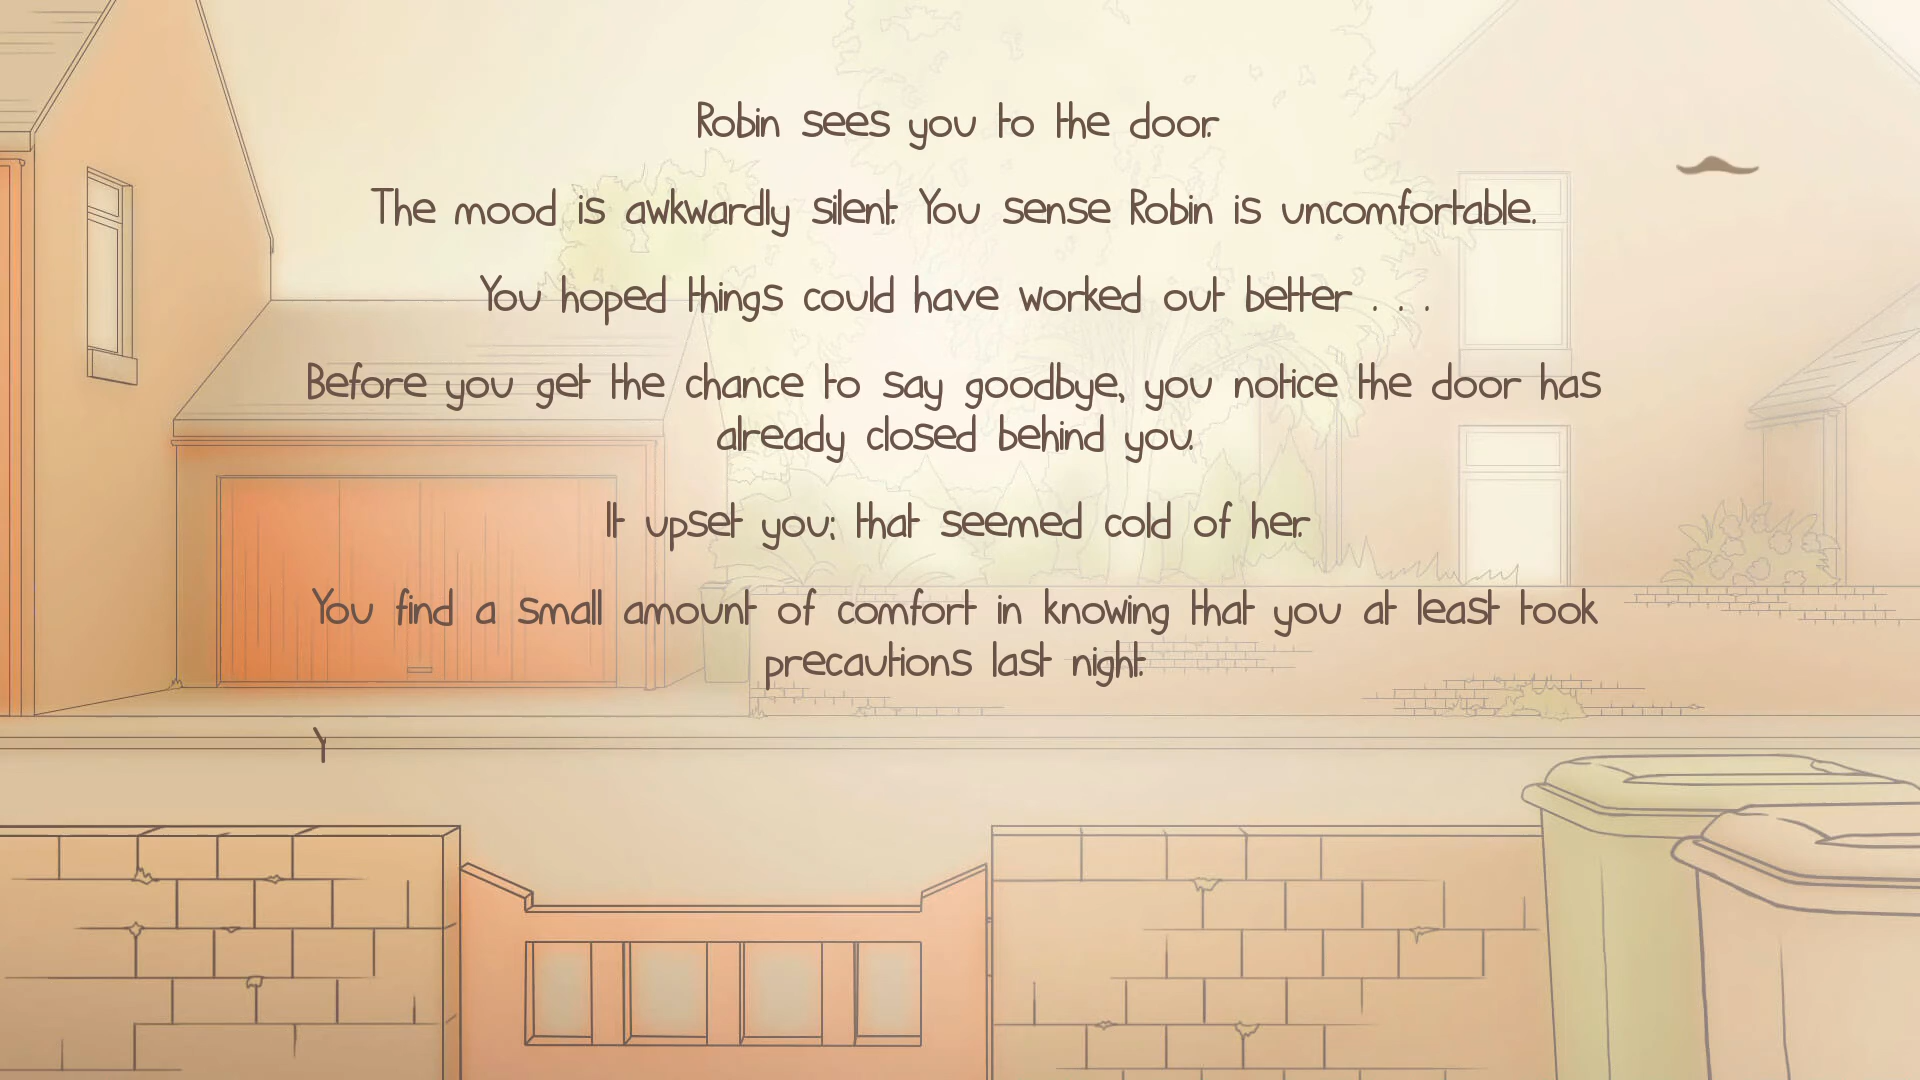 Robin sees you to the door.
The mood is awkwardly silent. You sense Robin is uncomfortable.
You hoped things could have worked out better . . .
Before you get the chance to say goodbye, you notice the door has
already closed behind you.
It upset you; that seemed cold of her.
You find a small amount of comfort in knowing that you at least took
precautions last night.
Y